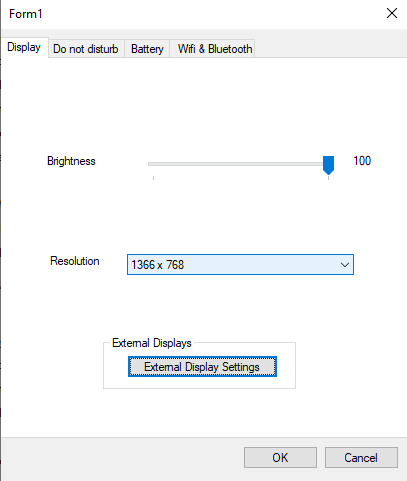 Form1
Display Do not disturb Battery Wifi & Bluetooth
Brightness 100
Resolution 1366 x 768
External Displays
External Display Settings
OK Cancel